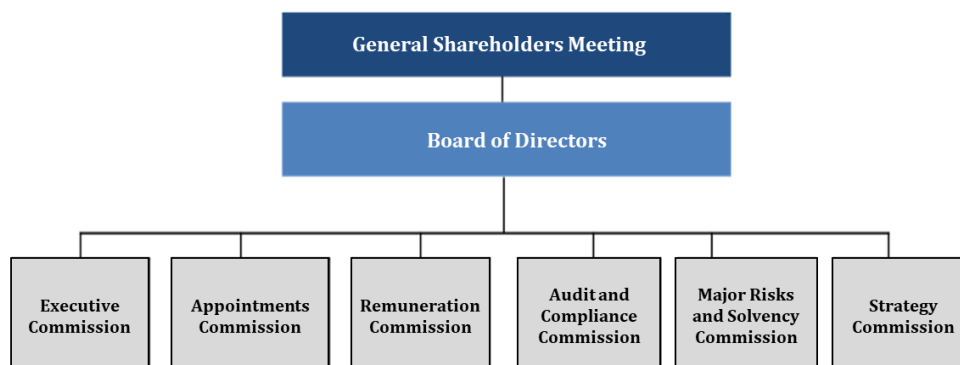 General Shareholders Meeting
Board of Directors
Executive
Commission
Appointments
Commission
Remuneration
Commission
Audit and
Compliance
Commission
Major Risks
and Solvency
Commission
Strategy
Commission